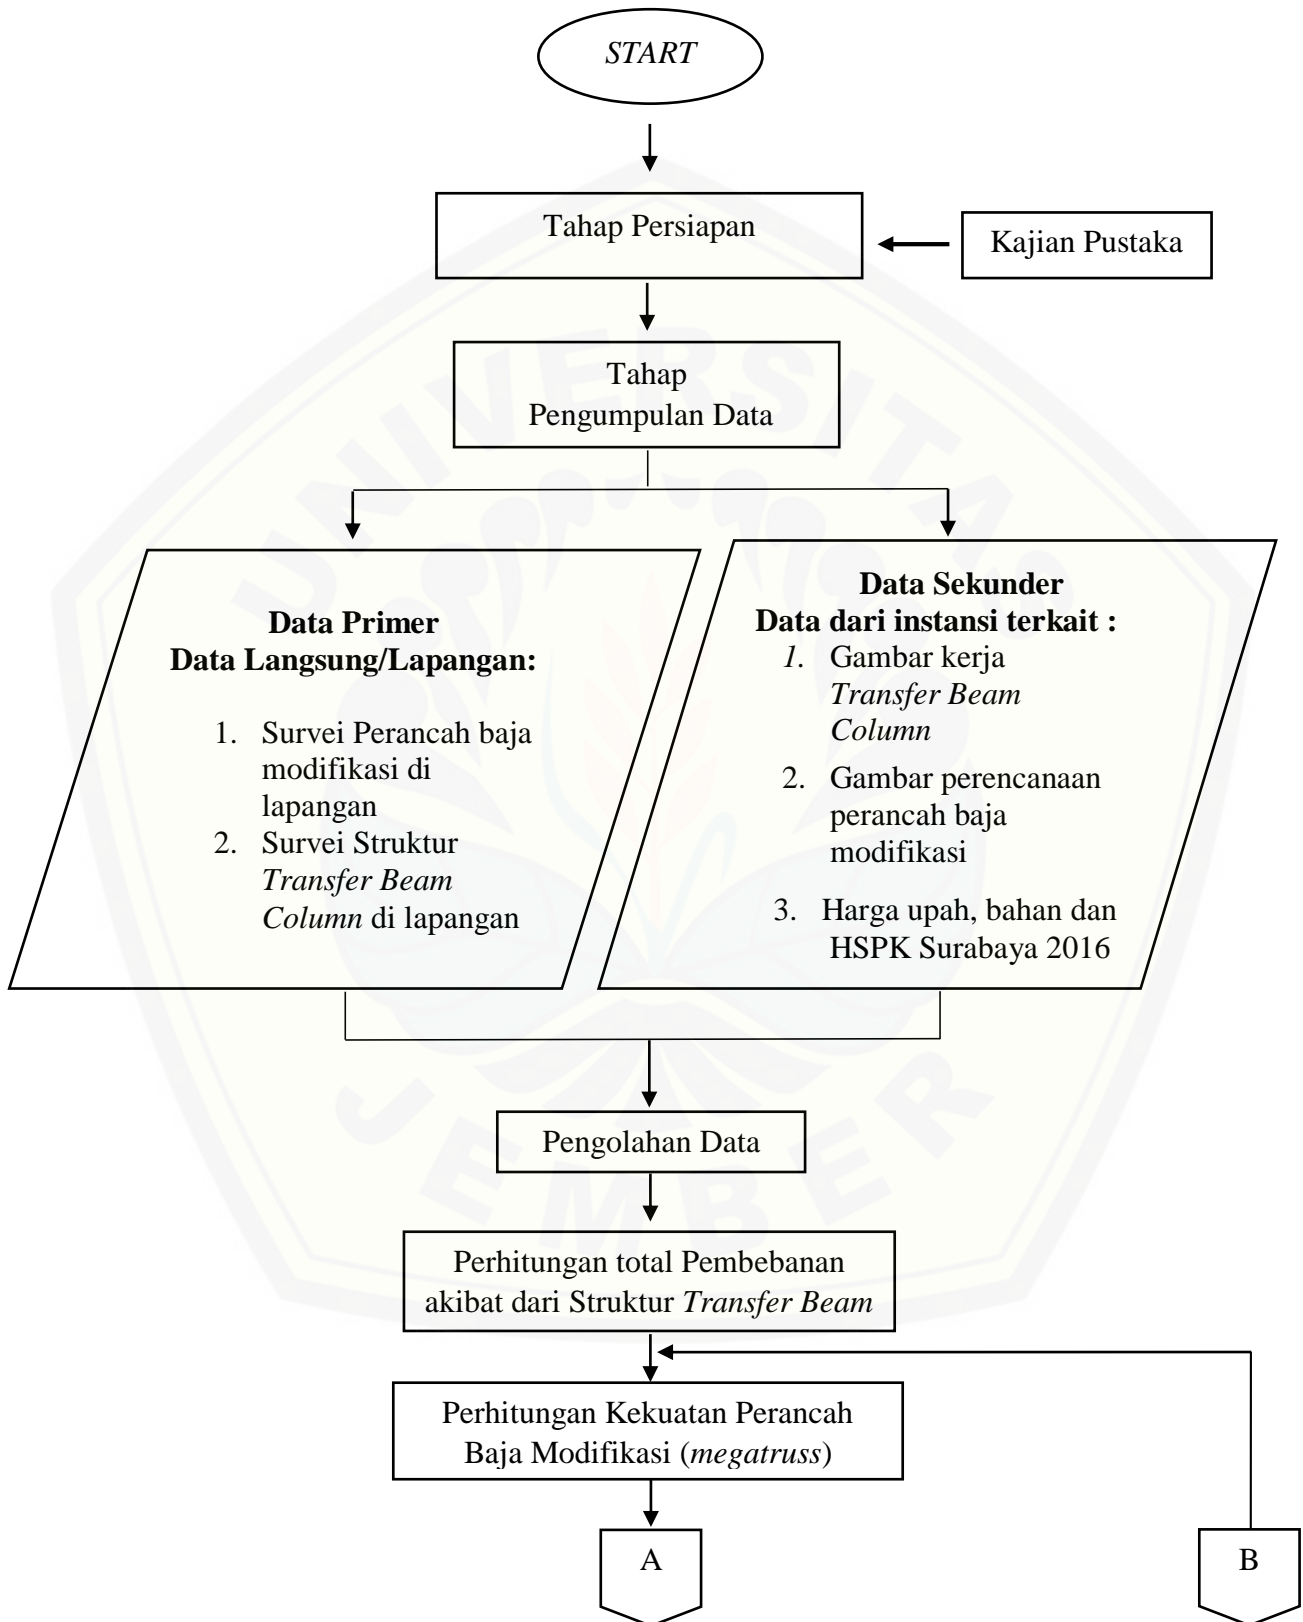 START
Tahap Persiapan
Kajian Pustaka
Tahap
Pengumpulan Data
Data Primer
Data Langsung/Lapangan:
1. Survei Perancah baja
modifikasi di
lapangan
2. Survei Struktur
Transfer Beam
Column di lapangan
Data Sekunder
Data dari instansi terkait :
1. Gambar kerja
Transfer Beam
Column
2. Gambar perencanaan
perancah baja
modifikasi
3. Harga upah, bahan dan
HSPK Surabaya 2016
Pengolahan Data
Perhitungan total Pembebanan
akibat dari Struktur Transfer Beam
Perhitungan Kekuatan Perancah
Baja Modifikasi (megatruss)
A
B
UNIVERSITAS
JEMBER